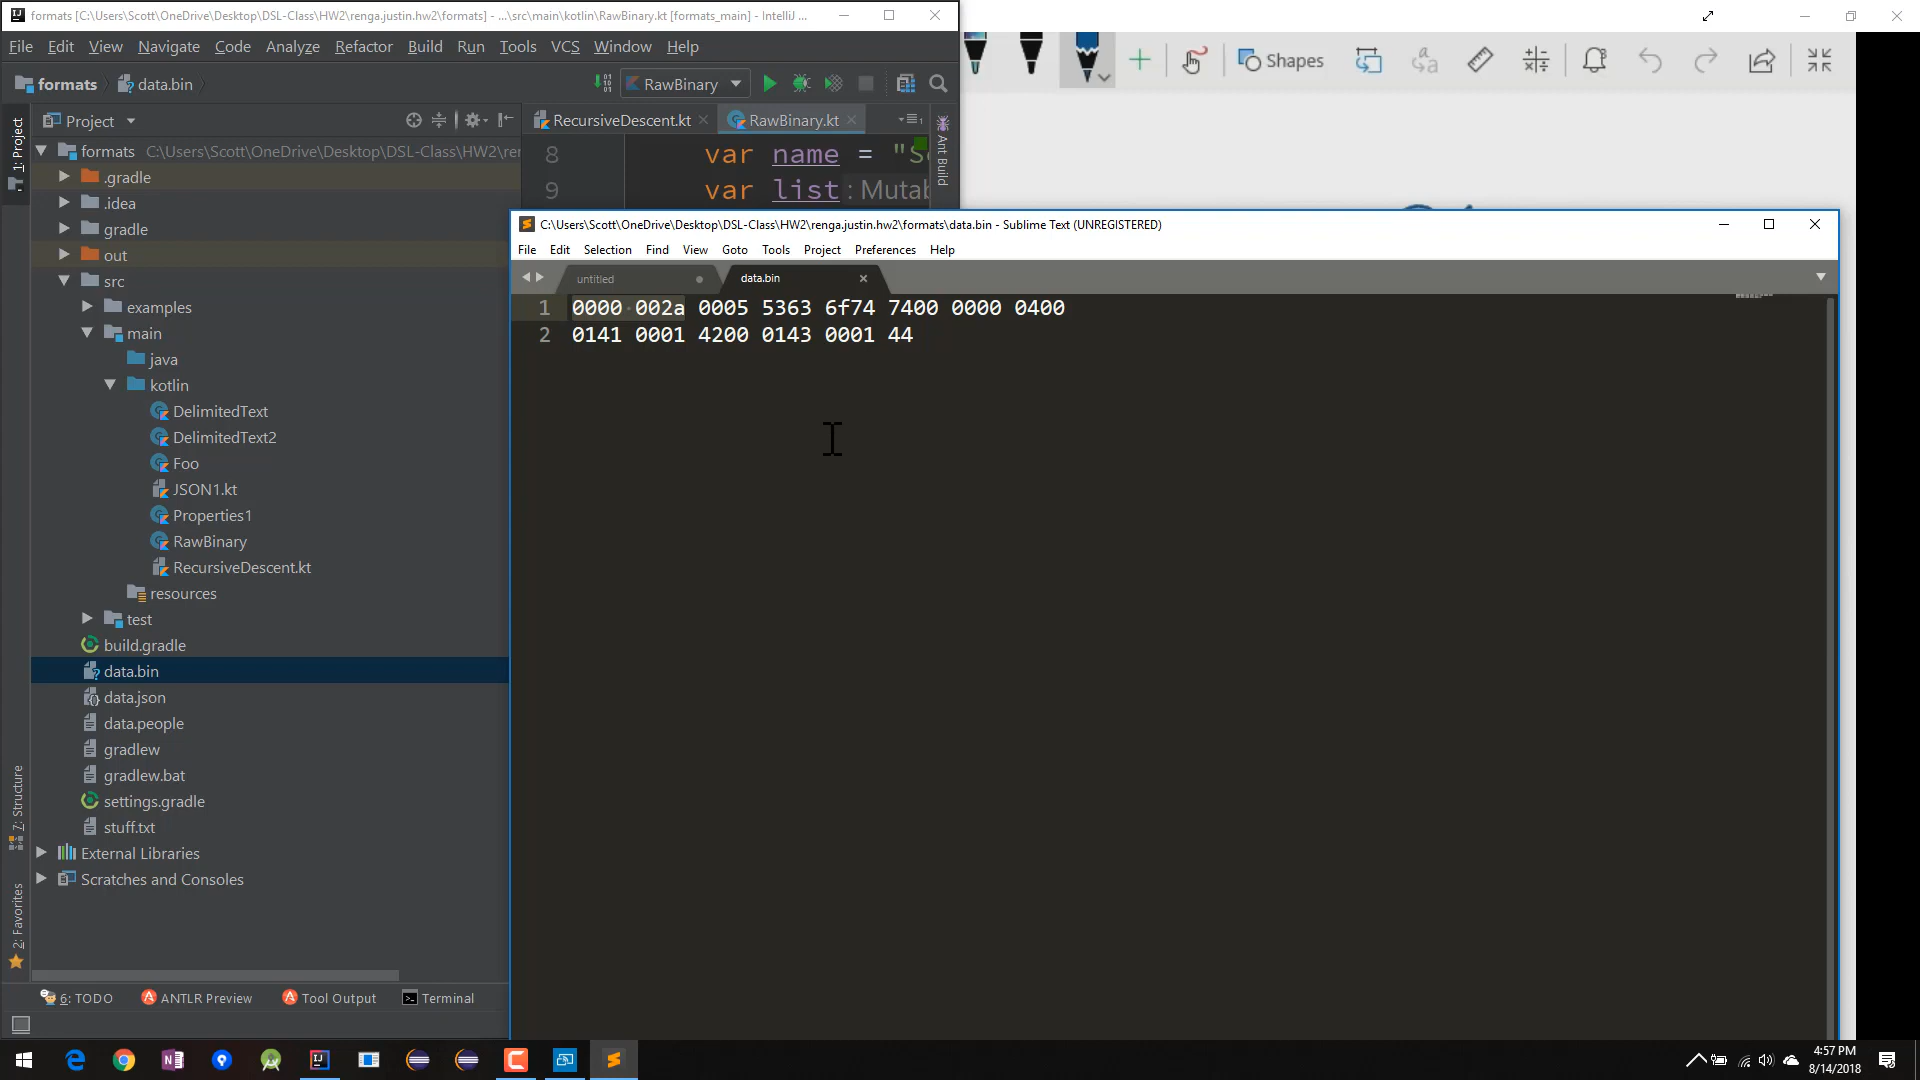 formats [C:\Users\Scott\OneDrive\Desktop\DSL-Class\HW2\renga.justin.hw2\formats] - ...\src\main\kotlin\RawBinary.kt [formats_main] - IntelliJ ...
File Edit View Navigate Code Analyze Refactor Build Run Tools VCS Window Help
formats data.bin RawBinary
Shapes
1: Project
Project
RecursiveDescent.kt RawBinary.kt
Ant Build
formats C:\Users\Scott\OneDrive\Desktop\DSL-Class\HW2\re
8 var name = "S
9 var list: Mutab
.gradle
.idea
gradle
out
src
examples
main
java
kotlin
DelimitedText
DelimitedText2
Foo
JSON1.kt
Properties1
RawBinary
RecursiveDescent.kt
resources
test
build.gradle
data.bin
data.json
data.people
gradlew
gradlew.bat
settings.gradle
stuff.txt
External Libraries
Scratches and Consoles
7: Structure
2: Favorites
6: TODO ANTLR Preview Tool Output Terminal
C:\Users\Scott\OneDrive\Desktop\DSL-Class\HW2\renga.justin.hw2\formats\data.bin - Sublime Text (UNREGISTERED)
File Edit Selection Find View Goto Tools Project Preferences Help
untitled data.bin
1 0000 002a 0005 5363 6f74 7400 0000 0400
2 0141 0001 4200 0143 0001 44
4:57 PM
8/14/2018